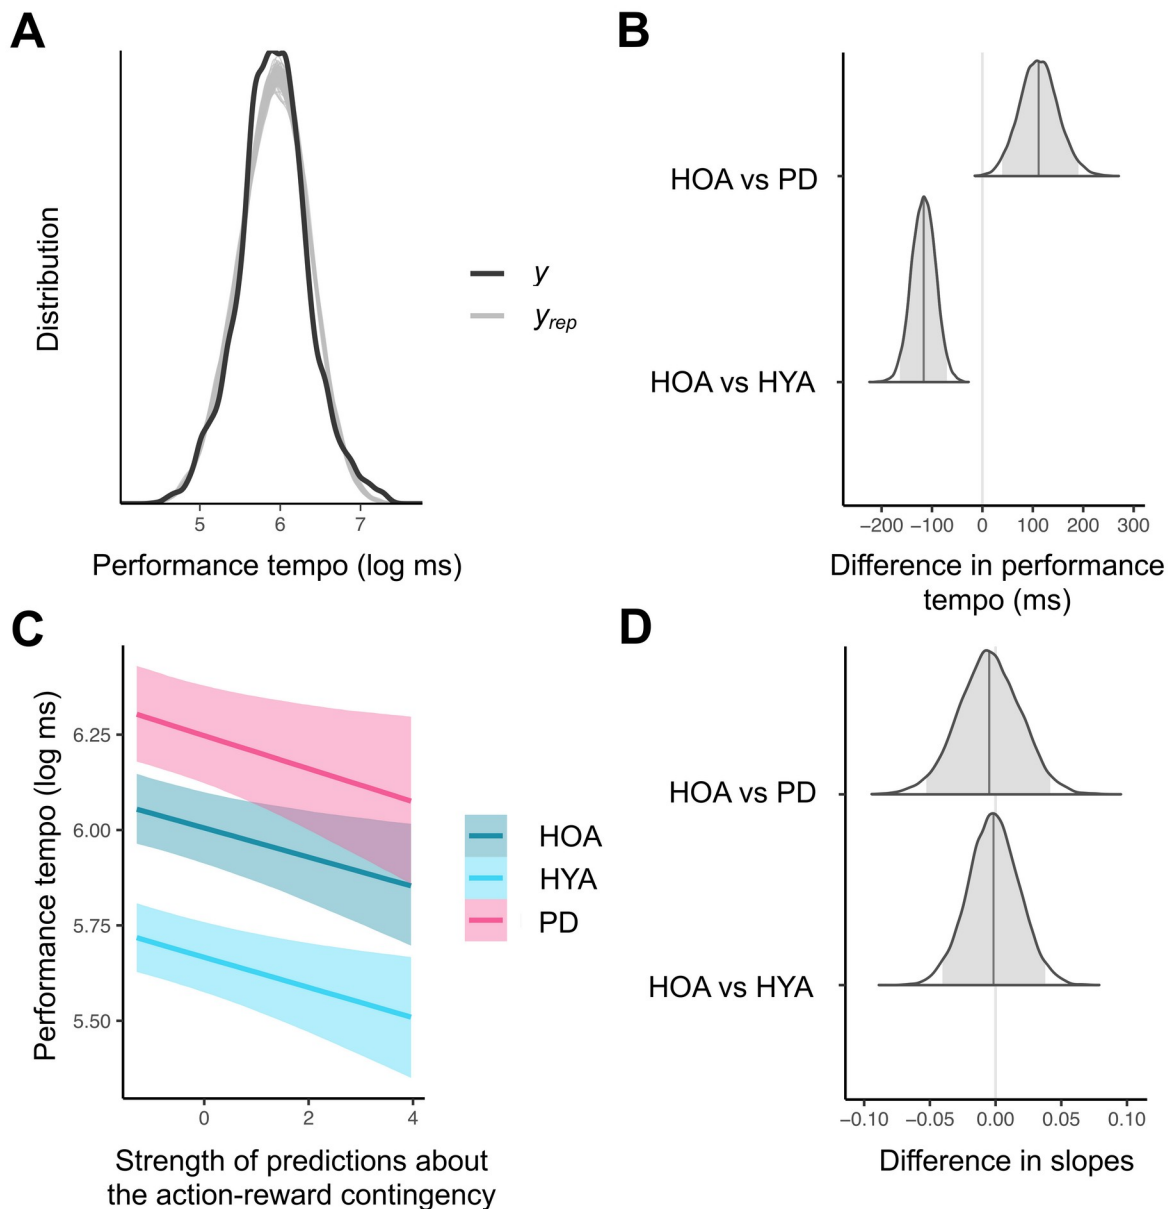 A
Distribution
5 6 7
Performance tempo (log ms)
y
yrep
B
HOA vs PD
HOA vs HYA
−200 −100 0 100 200 300
Difference in performance
tempo (ms)
C
Performance tempo (log ms)
6.25
6.00
5.75
5.50
0 2 4
Strength of predictions about
the action-reward contingency
HOA
HYA
PD
D
HOA vs PD
HOA vs HYA
−0.10 −0.05 0.00 0.05 0.10
Difference in slopes